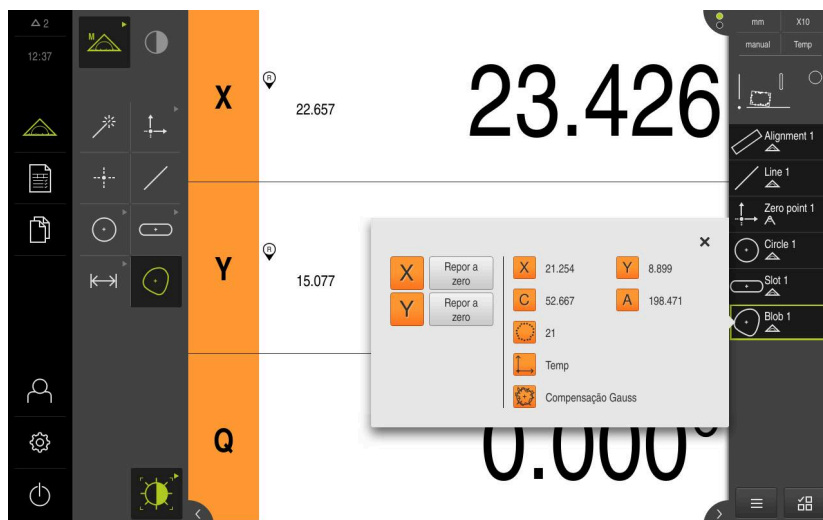 2
12:37
M
X
R
22.657
23.426
mm
X10
manual
Temp
Alignment 1
Line 1
Zero point 1
Circle 1
Slot 1
Blob 1
Y
R
15.077
X
Repor a
zero
Y
Repor a
zero
X
21.254
Y
8.899
C
52.667
A
198.471
21
Temp
Compensação Gauss
Q
0.000°